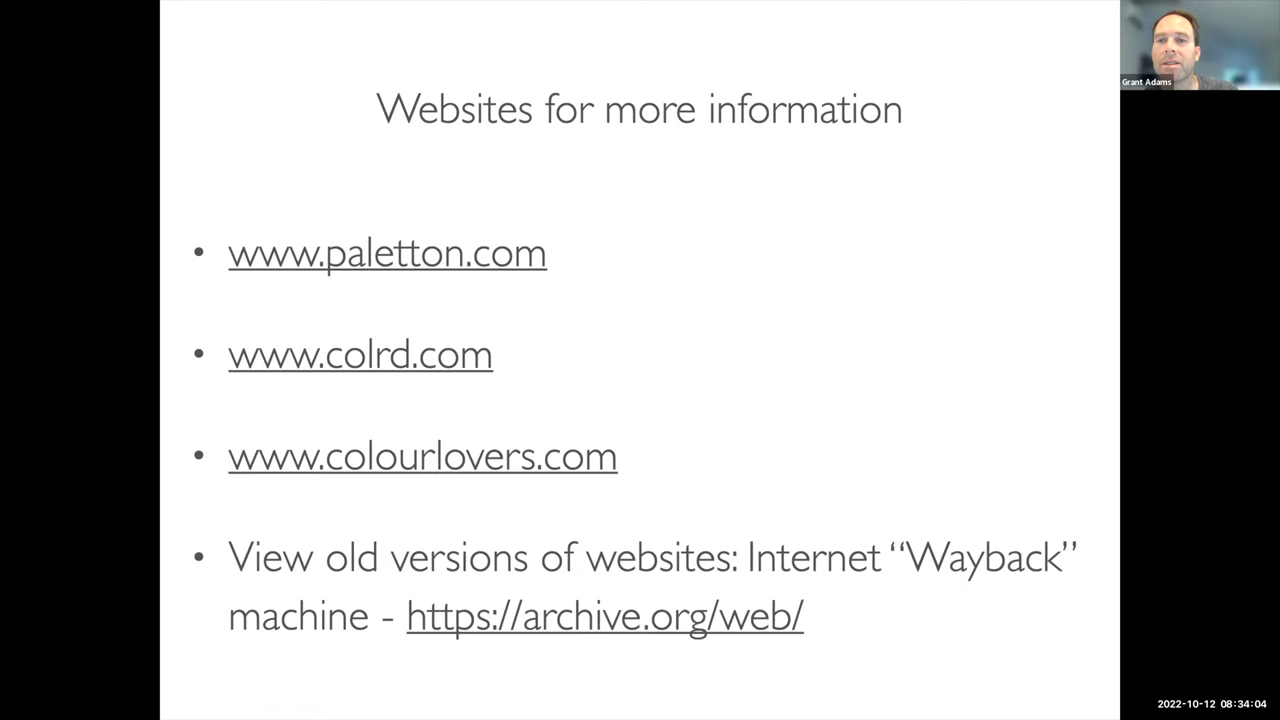 Grant Adams
Websites for more information
• www.paletton.com
• www.colrd.com
• www.colourlovers.com
• View old versions of websites: Internet “Wayback”
machine - https://archive.org/web/
2022-10-12 08:34:04